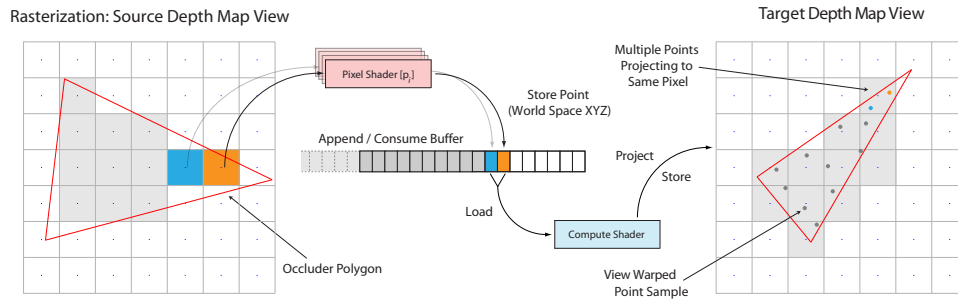 Rasterization: Source Depth Map View
Target Depth Map View
Multiple Points
Projecting to
Same Pixel
Pixel Shader [pⱼ]
Store Point
(World Space XYZ)
Append / Consume Buffer
Project
Store
Load
Compute Shader
Occluder Polygon
View Warped
Point Sample